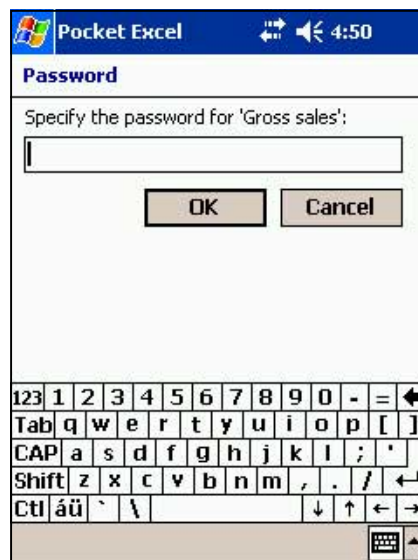 Pocket Excel 4:50
Password
Specify the password for 'Gross sales':
OK Cancel
123 1 2 3 4 5 6 7 8 9 0 - = ←
Tab q w e r t y u i o p [ ]
CAP a s d f g h j k l ; '
Shift z x c v b n m , . / ↵
Ctl áü ` \ ↓ ↑ ← →